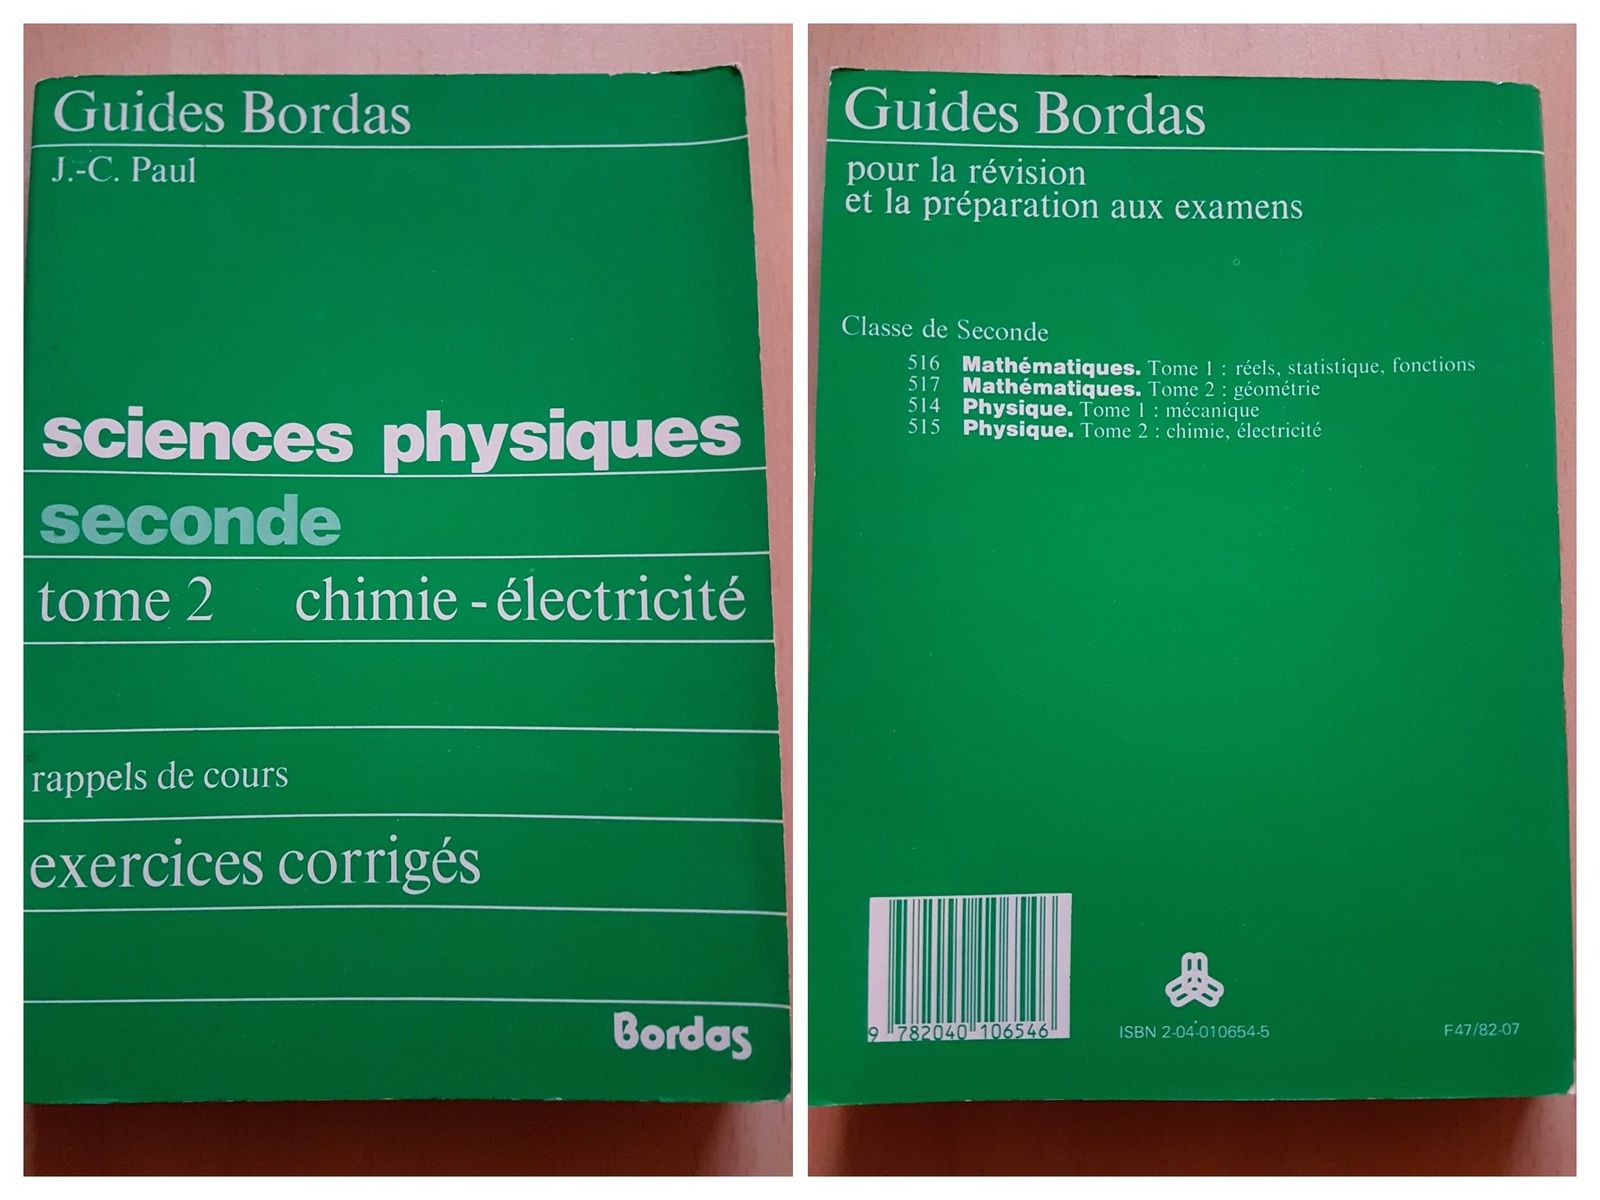 Guides Bordas
J.-C. Paul
sciences physiques
seconde
tome 2 chimie - électricité
rappels de cours
exercices corrigés
Bordas
Guides Bordas
pour la révision
et la préparation aux examens
Classe de Seconde
516 Mathématiques. Tome 1 : réels, statistique, fonctions
517 Mathématiques. Tome 2 : géométrie
514 Physique. Tome 1 : mécanique
515 Physique. Tome 2 : chimie, électricité
9 782040 106546
ISBN 2-04-010654-5
F47/82-07